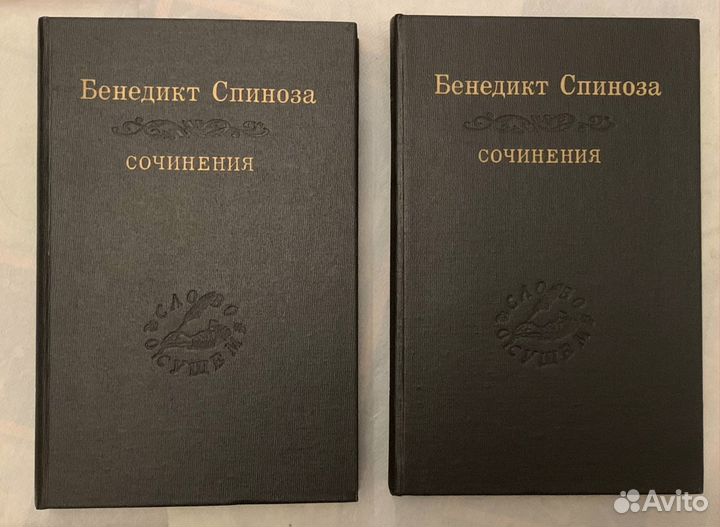 Бенедикт Спиноза
СОЧИНЕНИЯ
СЛОВО
О СУЩЕМ
Бенедикт Спиноза
СОЧИНЕНИЯ
СЛОВО
О СУЩЕМ
Avito